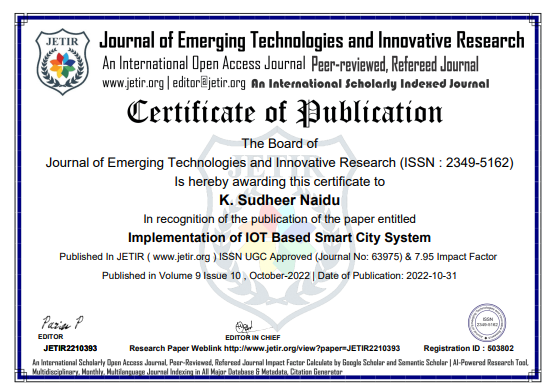 JETIR
Journal of Emerging Technologies and Innovative Research
An International Open Access Journal Peer-reviewed, Refereed Journal
www.jetir.org | editor@jetir.org An International Scholarly Indexed Journal
Certificate of Publication
The Board of
Journal of Emerging Technologies and Innovative Research (ISSN : 2349-5162)
Is hereby awarding this certificate to
K. Sudheer Naidu
In recognition of the publication of the paper entitled
Implementation of IOT Based Smart City System
Published In JETIR ( www.jetir.org ) ISSN UGC Approved (Journal No: 63975) & 7.95 Impact Factor
Published in Volume 9 Issue 10 , October-2022 | Date of Publication: 2022-10-31
JETIR
Parisa P
ISSN
2349-5162
EDITOR
EDITOR IN CHIEF
JETIR2210393
Research Paper Weblink http://www.jetir.org/view?paper=JETIR2210393
Registration ID : 503802
An International Scholarly Open Access Journal, Peer-Reviewed, Refereed Journal Impact Factor Calculate by Google Scholar and Semantic Scholar | AI-Powered Research Tool,
Multidisciplinary, Monthly, Multilanguage Journal Indexing in All Major Database & Metadata, Citation Generator